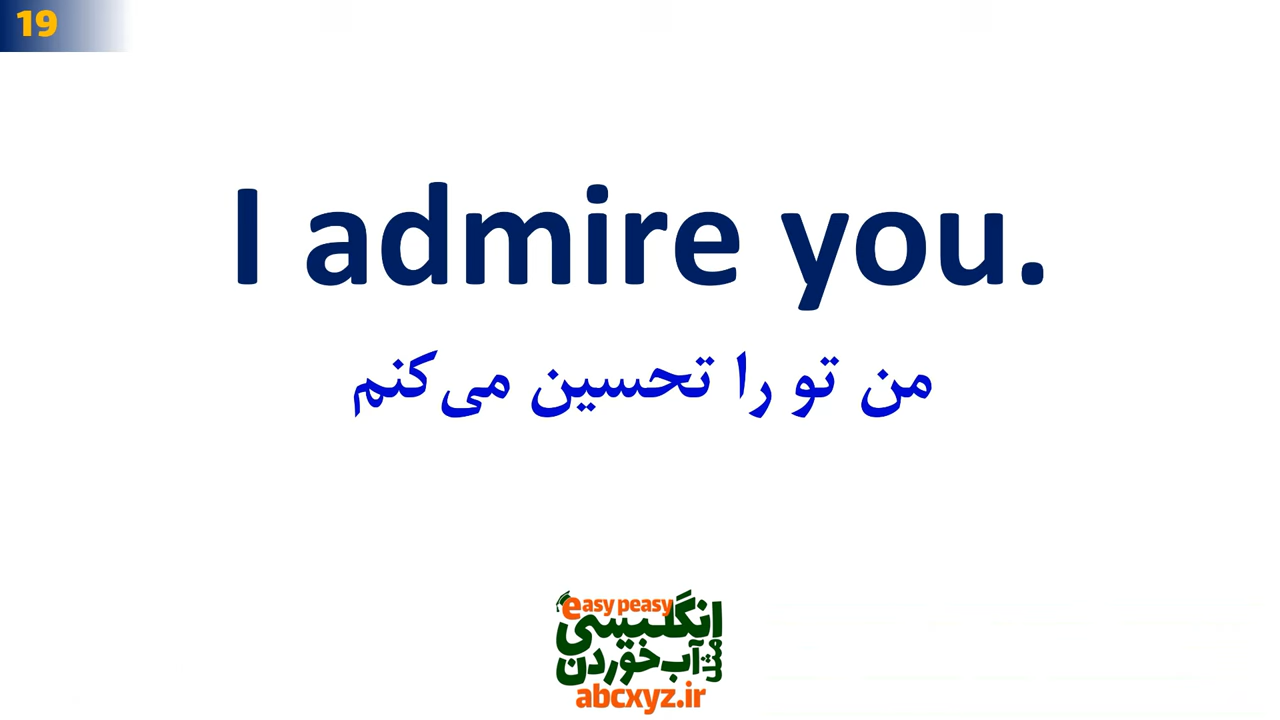 19
I admire you.
من تو را تحسین می‌کنم
easy peasy
انگلیسی
مثل
آب خوردن
abcxyz.ir